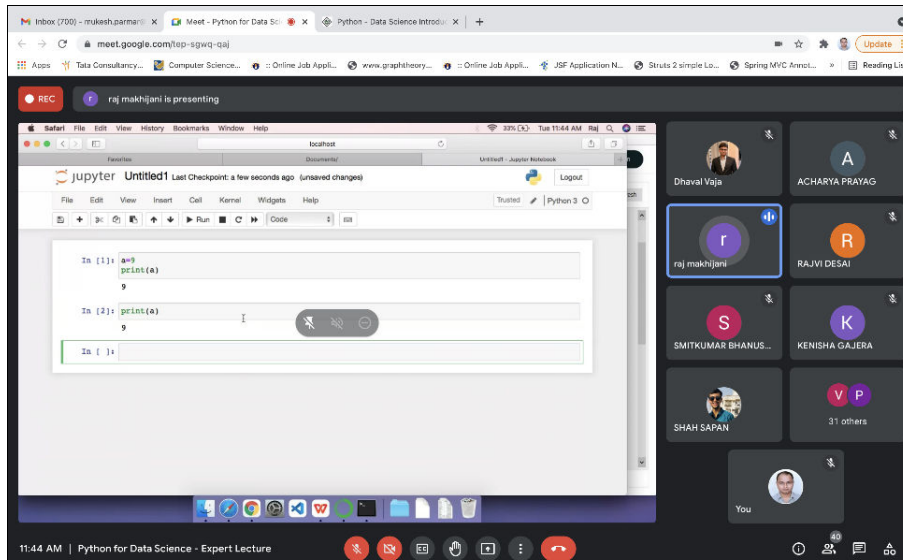 Inbox (700) - mukesh.parmar@
Meet - Python for Data Sci
Python - Data Science Introduc
meet.google.com/tep-sgwq-qaj
Update
Apps
Tata Consultancy...
Computer Science...
:: Online Job Appli...
www.graphtheory...
:: Online Job Appli...
JSF Application N...
Struts 2 simple Lo...
Spring MVC Annot...
»
Reading Lis
REC
r
raj makhijani is presenting
Safari File Edit View History Bookmarks Window Help
33%
Tue 11:44 AM Raj
localhost
Favorites
Documents/
Untitled1 - Jupyter Notebook
jupyter Untitled1 Last Checkpoint: a few seconds ago (unsaved changes)
Logout
File Edit View Insert Cell Kernel Widgets Help
Trusted
Python 3
Run
Code
In [1]: a=9
print(a)
9
In [2]: print(a)
9
In [ ]:
Dhaval Vaja
A
ACHARYA PRAYAG
r
raj makhijani
R
RAJVI DESAI
S
SMITKUMAR BHANUS...
K
KENISHA GAJERA
SHAH SAPAN
V P
31 others
You
11:44 AM | Python for Data Science - Expert Lecture
40